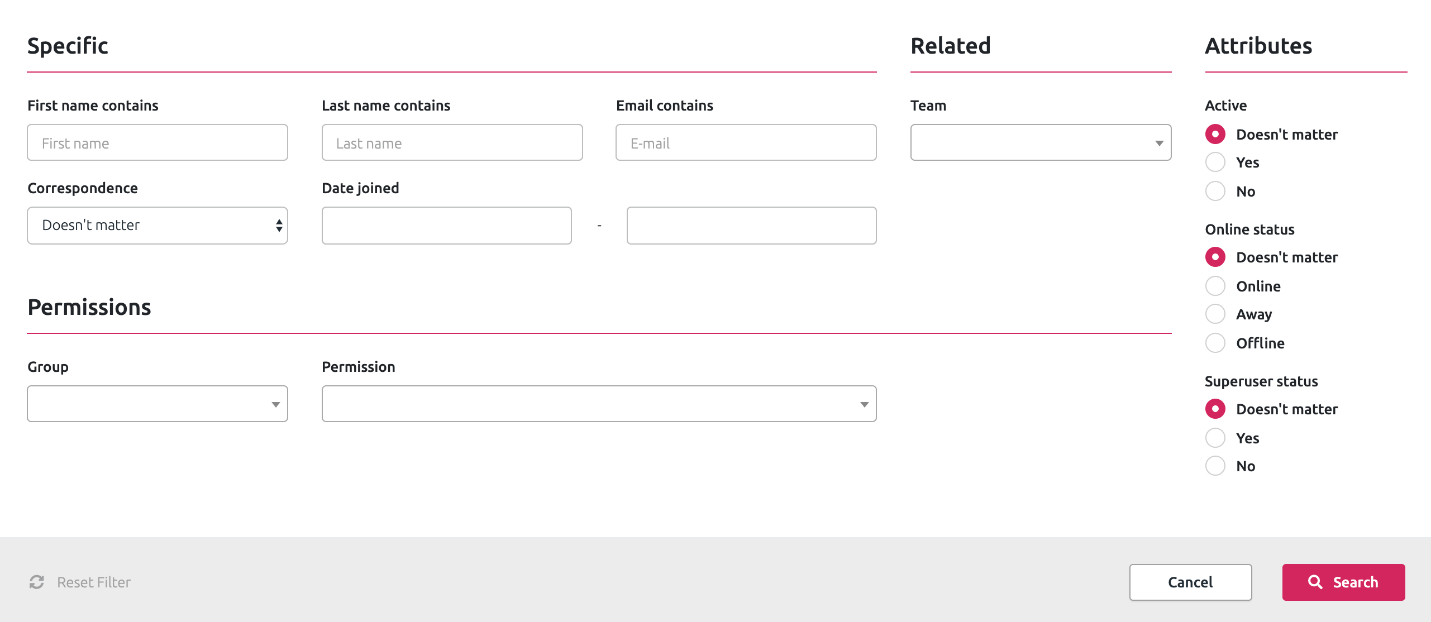 Specific
First name contains
First name
Last name contains
Last name
Email contains
E-mail
Correspondence
Doesn't matter
Date joined
-
Related
Team
Permissions
Group
Permission
Attributes
Active
Doesn't matter
Yes
No
Online status
Doesn't matter
Online
Away
Offline
Superuser status
Doesn't matter
Yes
No
Reset Filter
Cancel
Search